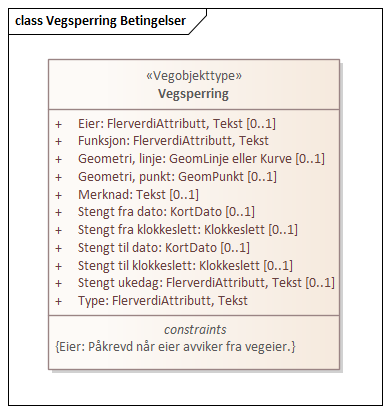 class Vegsperring Betingelser
«Vegobjekttype»
Vegsperring
+ Eier: FlerverdiAttributt, Tekst [0..1]
+ Funksjon: FlerverdiAttributt, Tekst
+ Geometri, linje: GeomLinje eller Kurve [0..1]
+ Geometri, punkt: GeomPunkt [0..1]
+ Merknad: Tekst [0..1]
+ Stengt fra dato: KortDato [0..1]
+ Stengt fra klokkeslett: Klokkeslett [0..1]
+ Stengt til dato: KortDato [0..1]
+ Stengt til klokkeslett: Klokkeslett [0..1]
+ Stengt ukedag: FlerverdiAttributt, Tekst [0..1]
+ Type: FlerverdiAttributt, Tekst
constraints
{Eier: Påkrevd når eier avviker fra vegeier.}